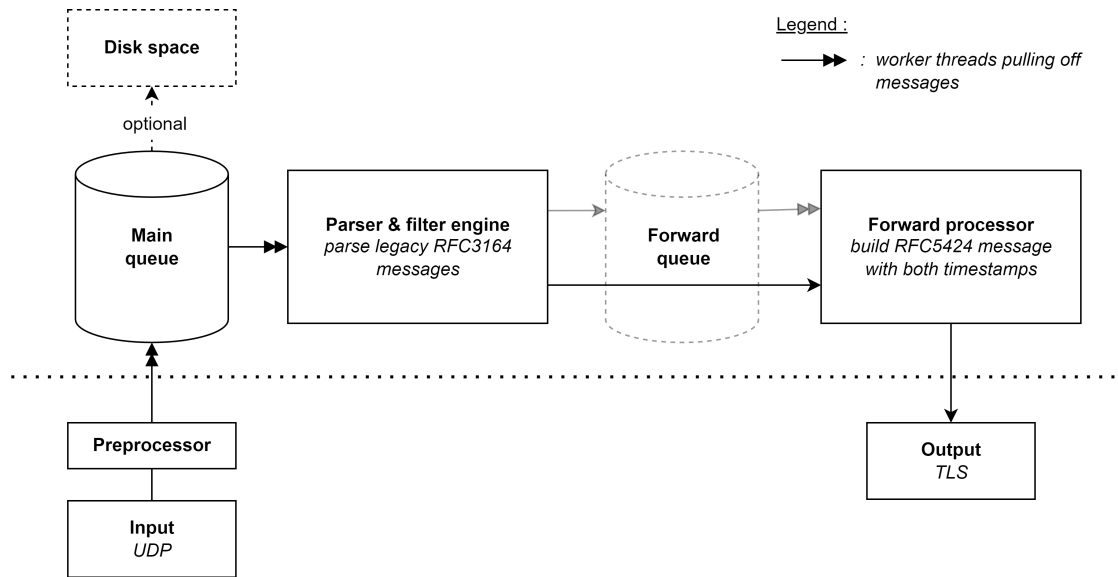 Disk space
Legend :
: worker threads pulling off
messages
optional
Main
queue
Parser & filter engine
parse legacy RFC3164
messages
Forward
queue
Forward processor
build RFC5424 message
with both timestamps
Preprocessor
Input
UDP
Output
TLS